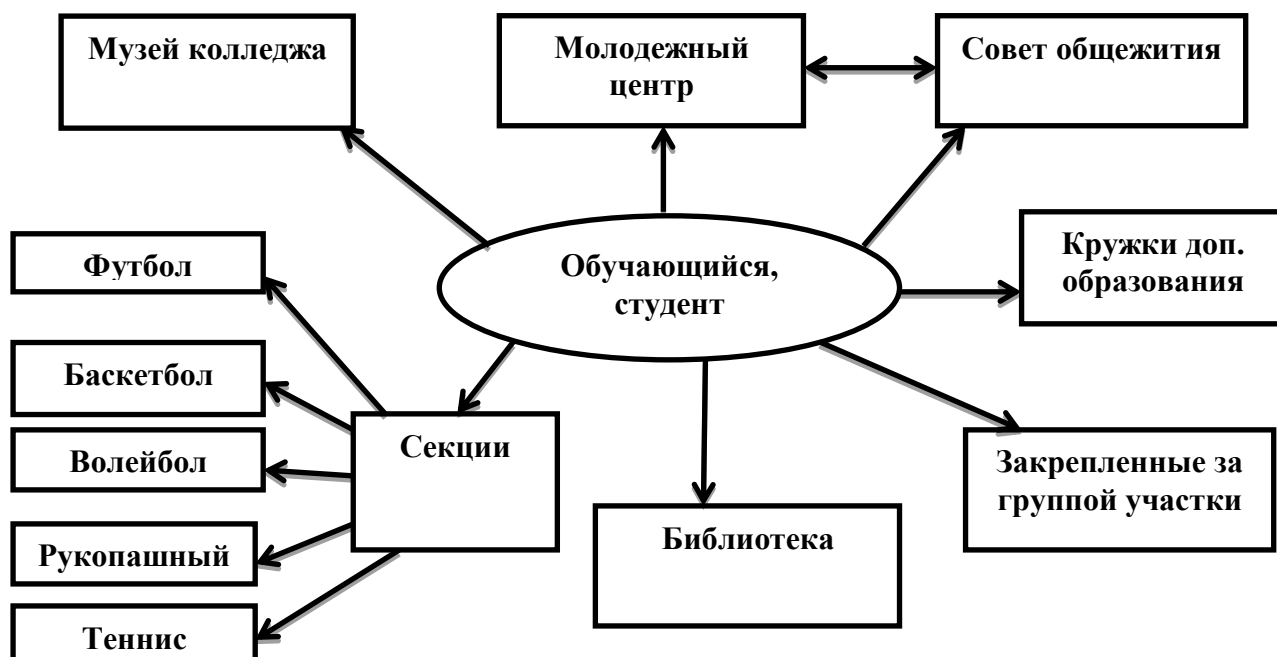 Музей колледжа
Молодежный
центр
Совет общежития
Футбол
Обучающийся,
студент
Кружки доп.
образования
Баскетбол
Волейбол
Секции
Закрепленные за
группой участки
Рукопашный
Библиотека
Теннис